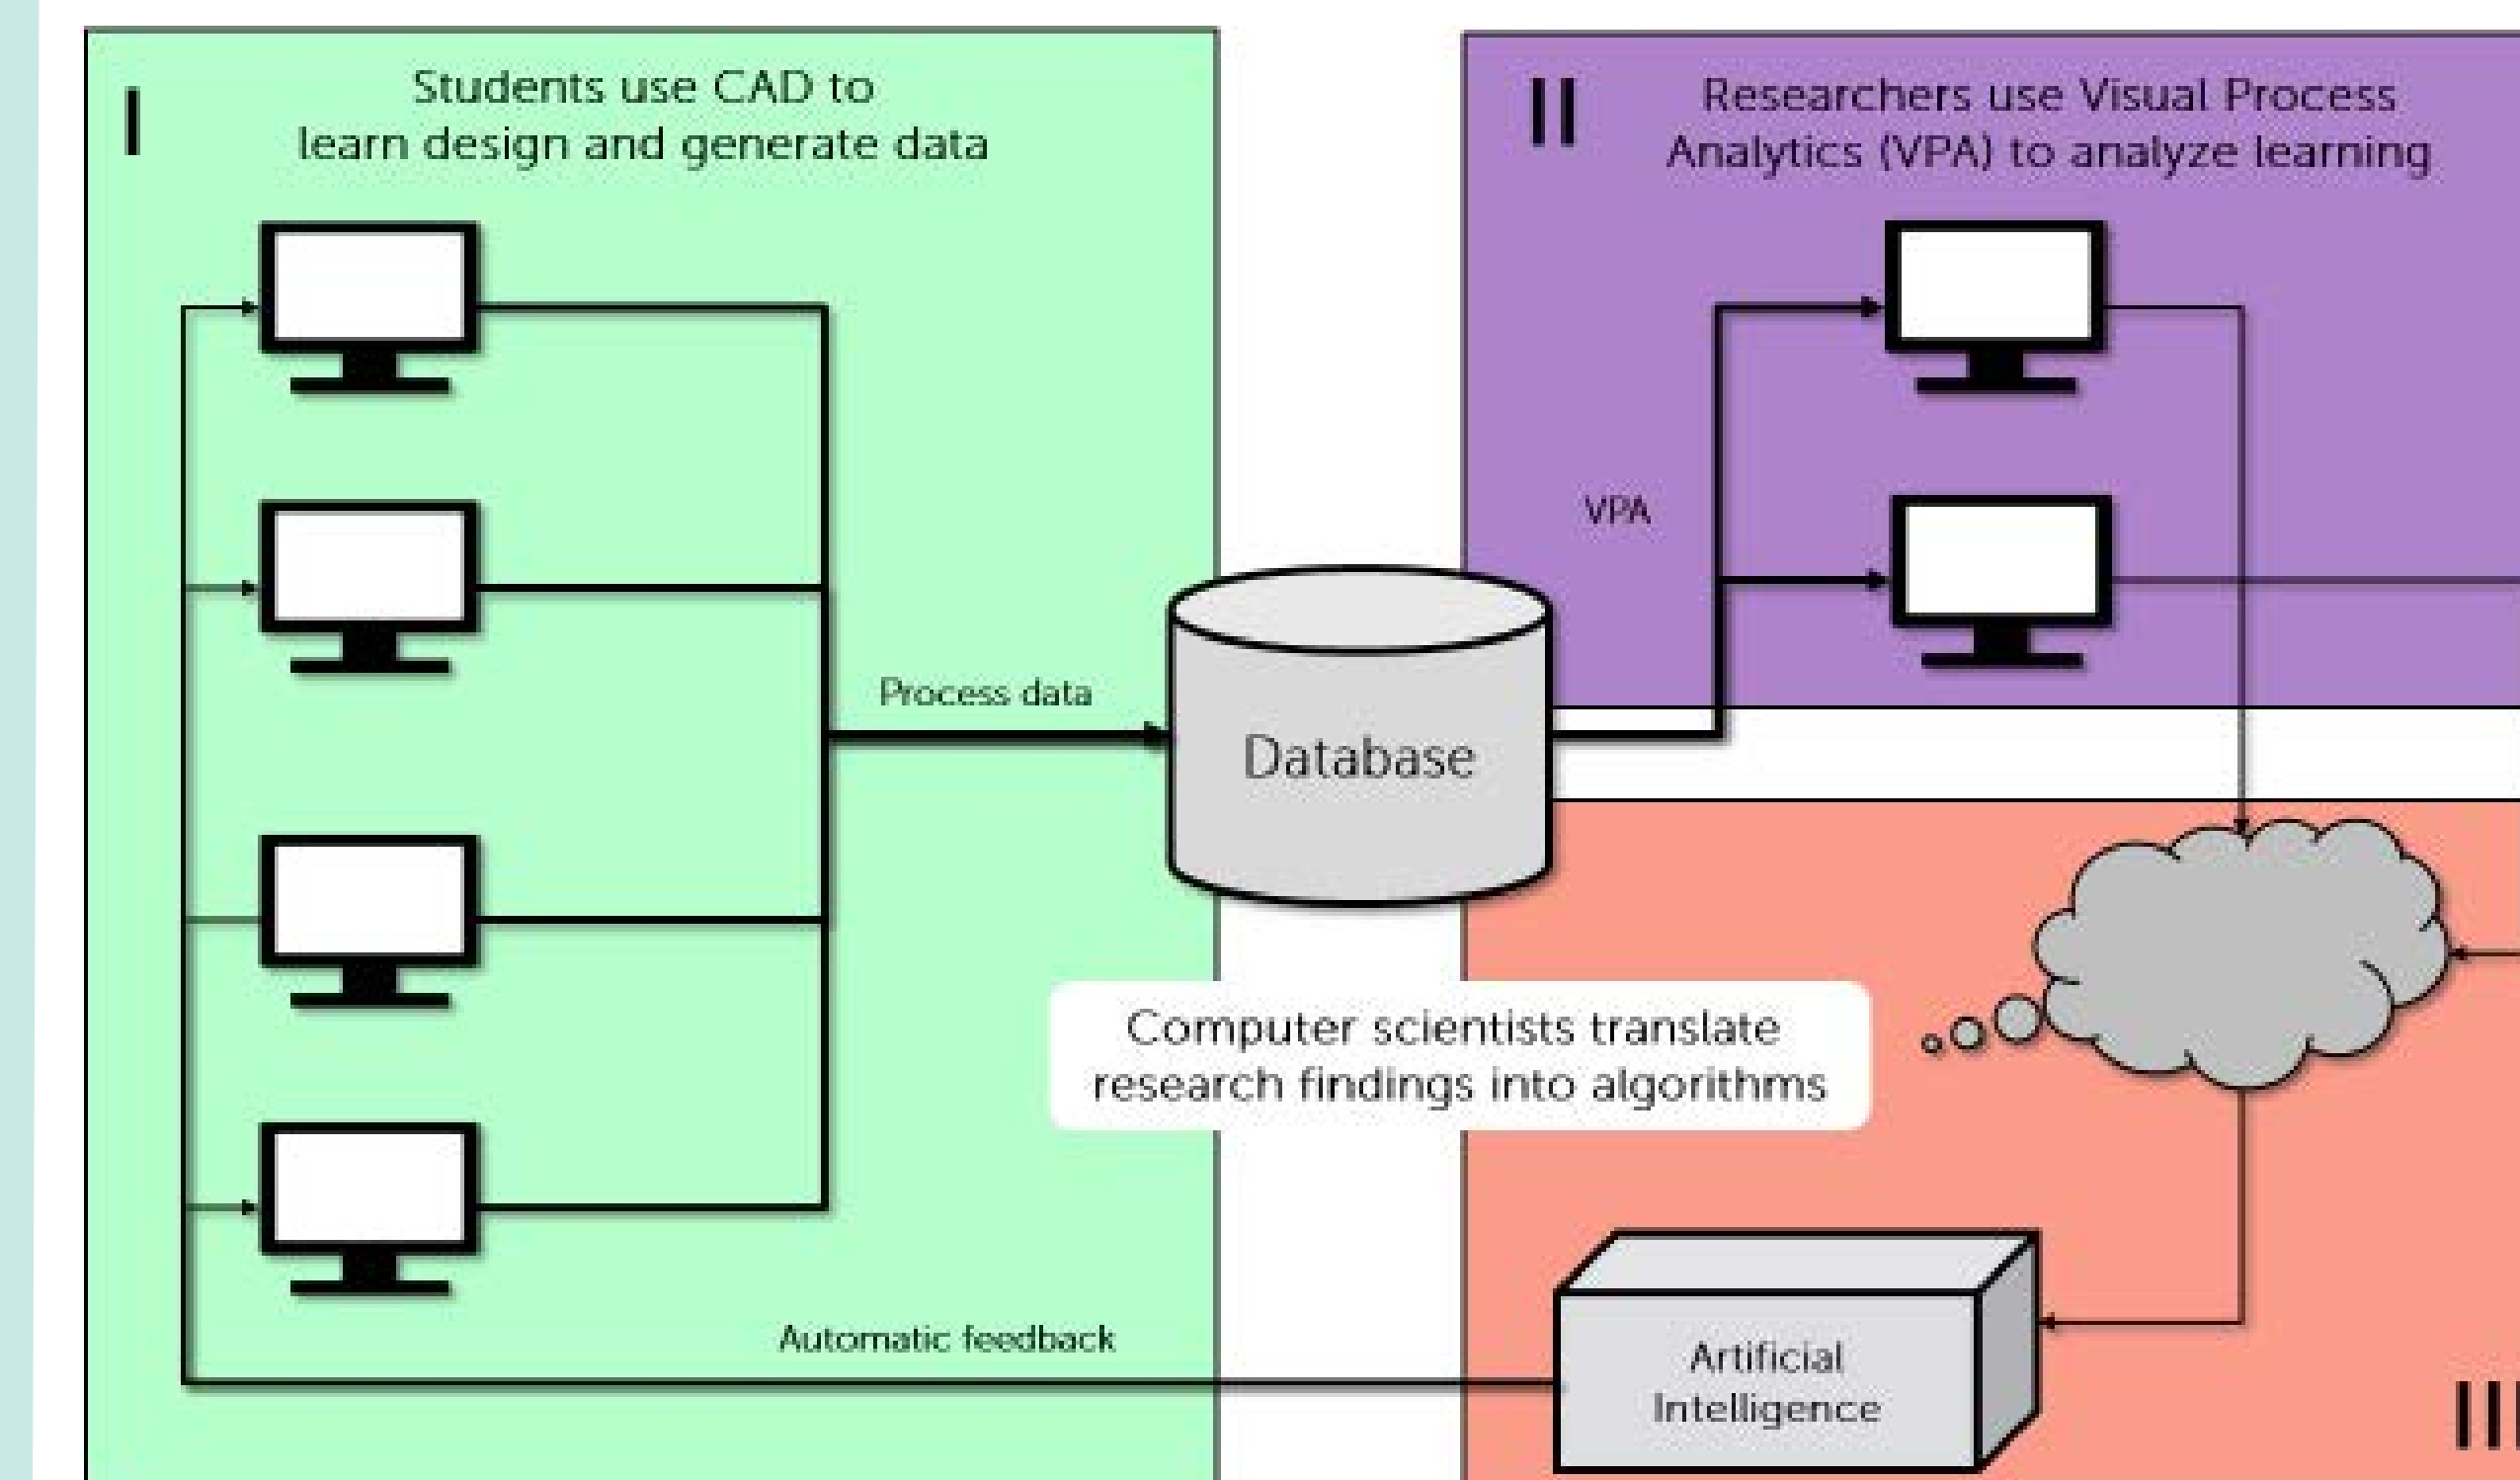 I
Students use CAD to
learn design and generate data
II
Researchers use Visual Process
Analytics (VPA) to analyze learning
VPA
Process data
Database
Computer scientists translate
research findings into algorithms
Automatic feedback
Artificial
Intelligence
III